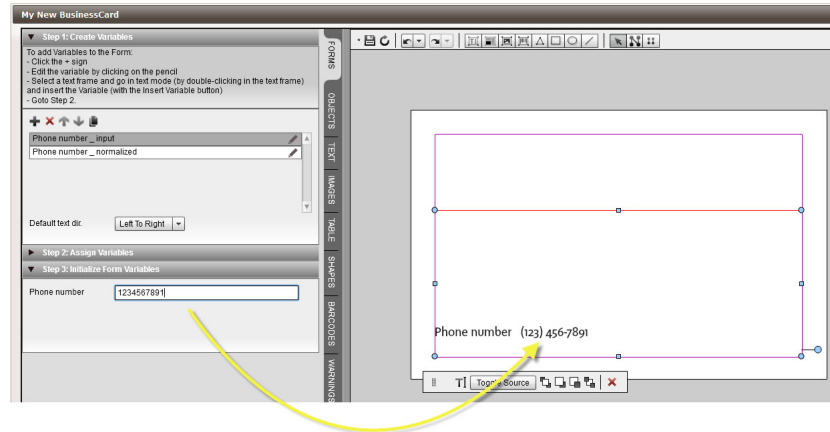 My New BusinessCard
Step 1: Create Variables
To add Variables to the Form:
- Click the + sign
- Edit the variable by clicking on the pencil
- Select a text frame and go in text mode (by double-clicking in the text frame)
and insert the Variable (with the Insert Variable button)
- Goto Step 2.
Phone number _ input
Phone number _ normalized
Default text dir.
Left To Right
Step 2: Assign Variables
Step 3: Initialize Form Variables
Phone number
1234567891
FORMS
OBJECTS
TEXT
IMAGES
TABLE
SHAPES
BARCODES
WARNINGS
Phone number (123) 456-7891
T
Toggle Source